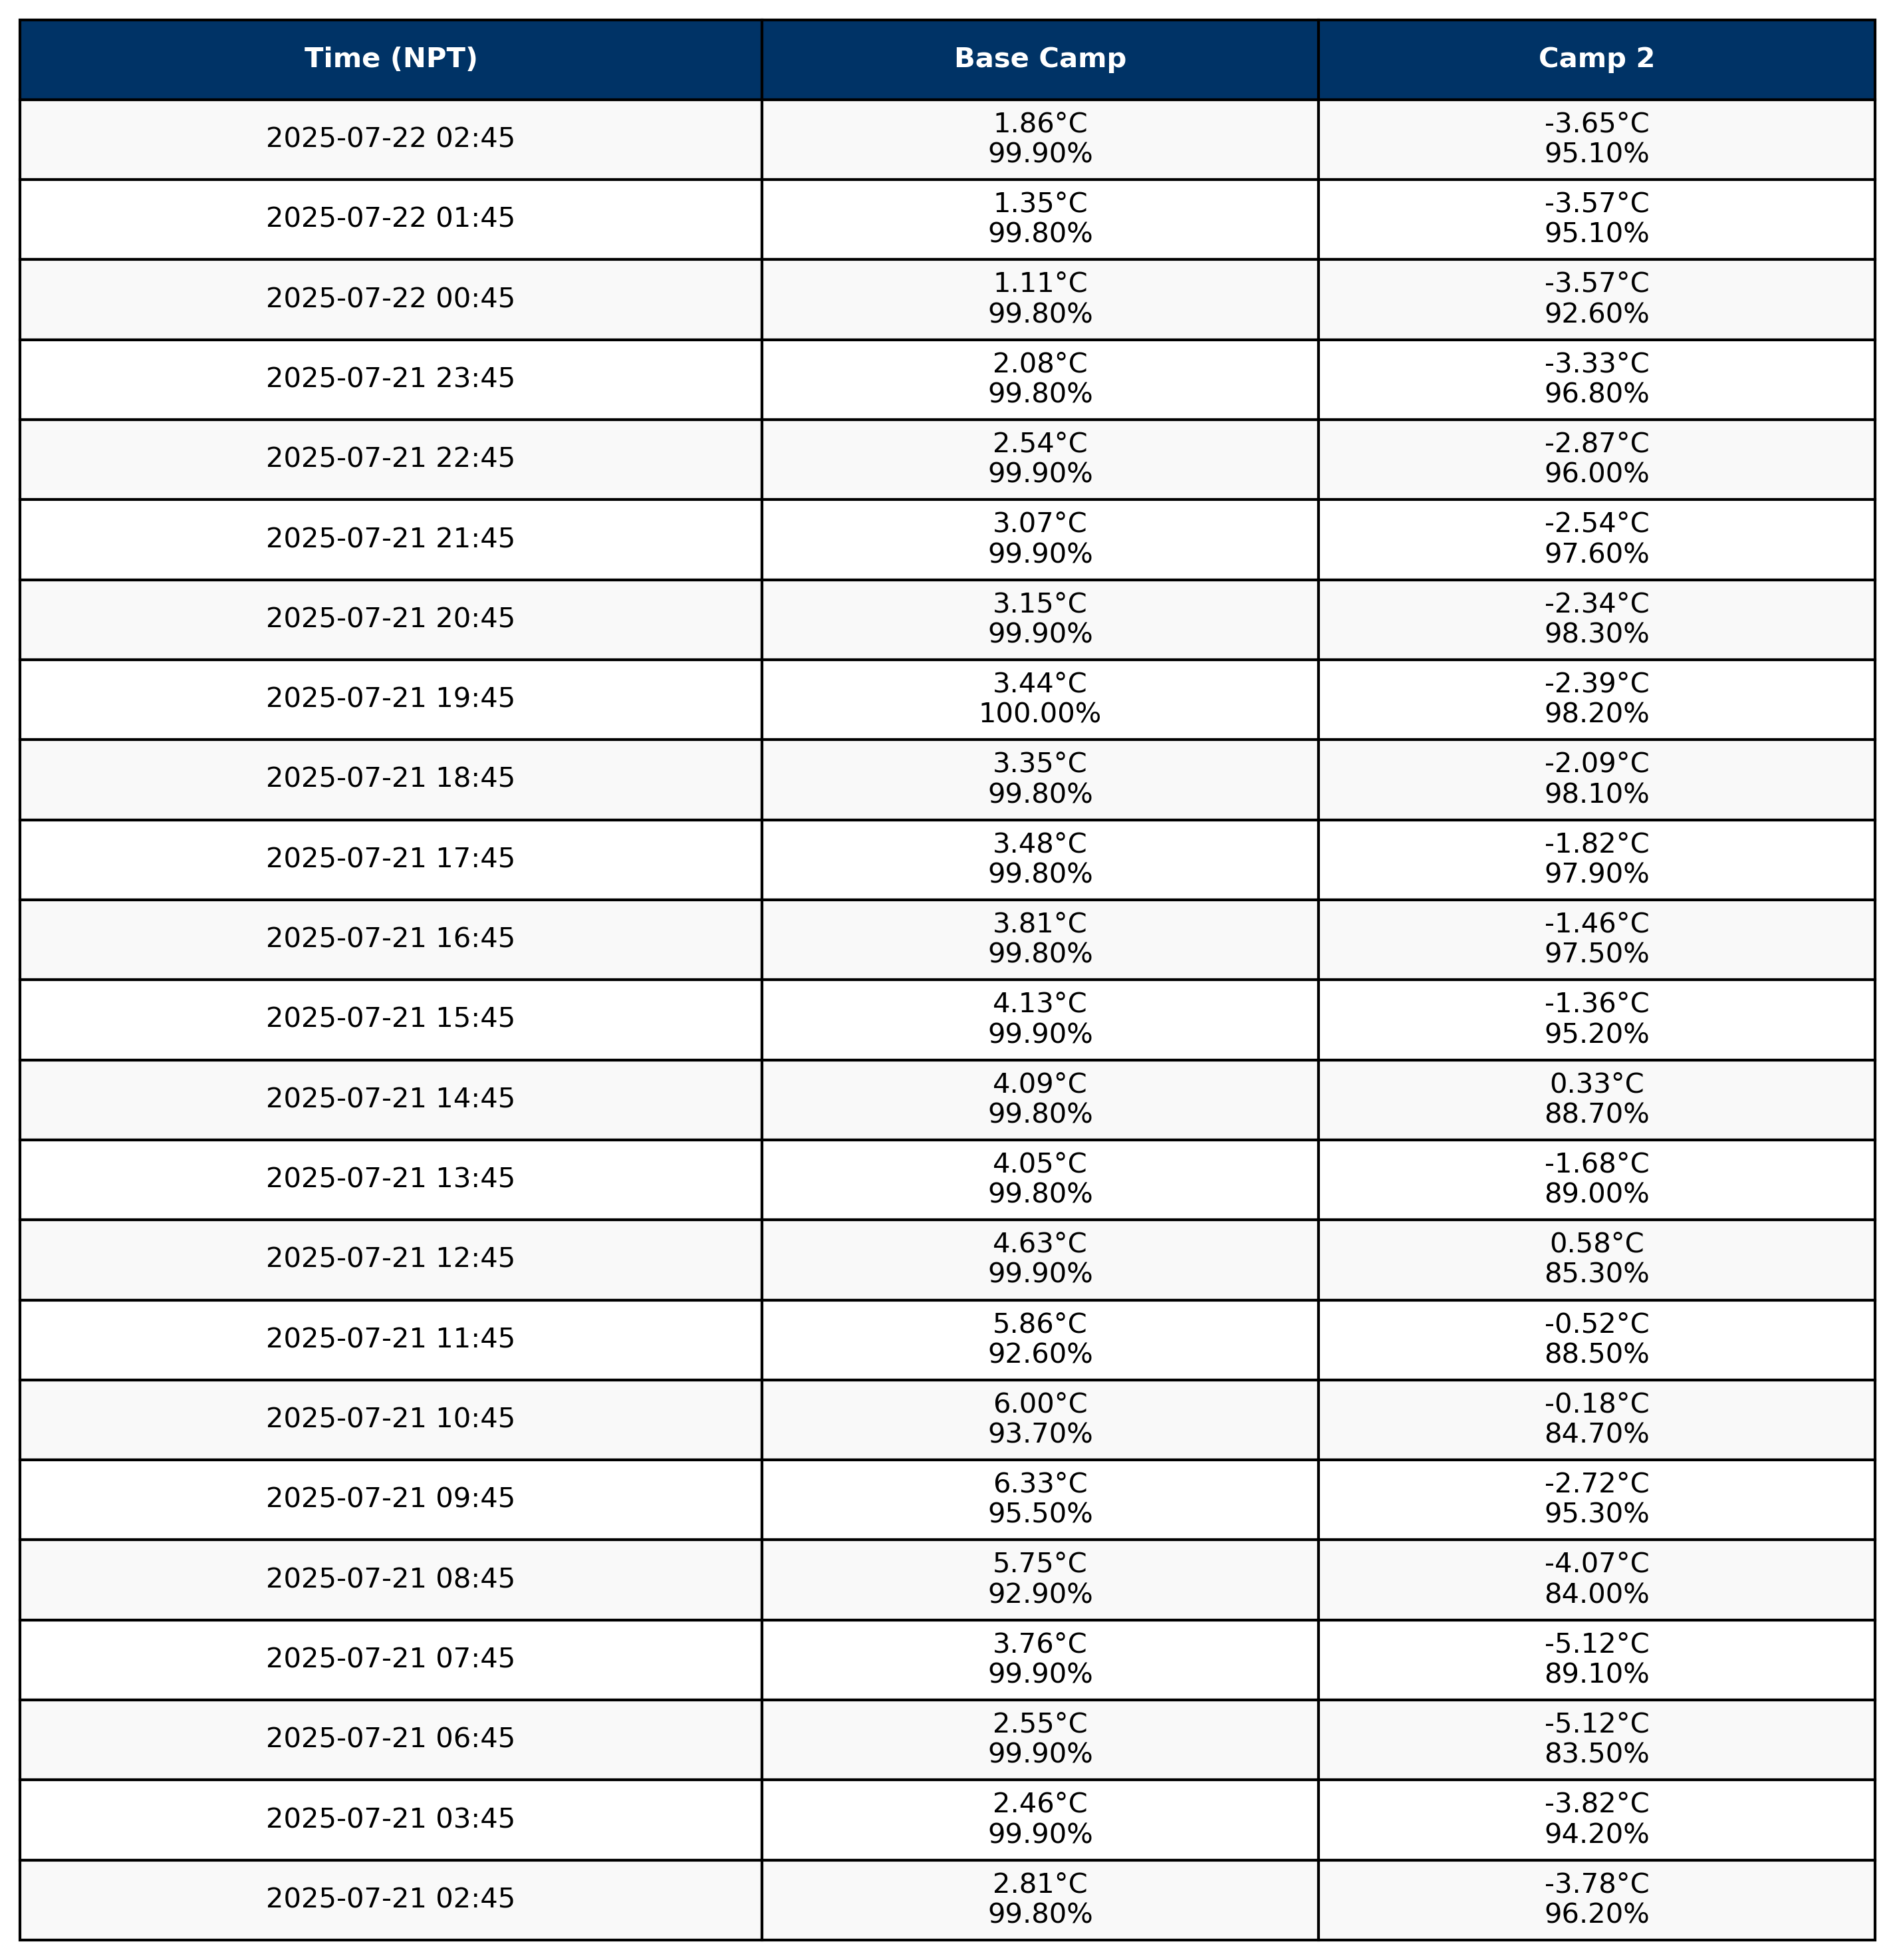 Time (NPT) Base Camp Camp 2
2025-07-22 02:45 1.86°C -3.65°C
99.90% 95.10%
2025-07-22 01:45 1.35°C -3.57°C
99.80% 95.10%
2025-07-22 00:45 1.11°C -3.57°C
99.80% 92.60%
2025-07-21 23:45 2.08°C -3.33°C
99.80% 96.80%
2025-07-21 22:45 2.54°C -2.87°C
99.90% 96.00%
2025-07-21 21:45 3.07°C -2.54°C
99.90% 97.60%
2025-07-21 20:45 3.15°C -2.34°C
99.90% 98.30%
2025-07-21 19:45 3.44°C -2.39°C
100.00% 98.20%
2025-07-21 18:45 3.35°C -2.09°C
99.80% 98.10%
2025-07-21 17:45 3.48°C -1.82°C
99.80% 97.90%
2025-07-21 16:45 3.81°C -1.46°C
99.80% 97.50%
2025-07-21 15:45 4.13°C -1.36°C
99.90% 95.20%
2025-07-21 14:45 4.09°C 0.33°C
99.80% 88.70%
2025-07-21 13:45 4.05°C -1.68°C
99.80% 89.00%
2025-07-21 12:45 4.63°C 0.58°C
99.90% 85.30%
2025-07-21 11:45 5.86°C -0.52°C
92.60% 88.50%
2025-07-21 10:45 6.00°C -0.18°C
93.70% 84.70%
2025-07-21 09:45 6.33°C -2.72°C
95.50% 95.30%
2025-07-21 08:45 5.75°C -4.07°C
92.90% 84.00%
2025-07-21 07:45 3.76°C -5.12°C
99.90% 89.10%
2025-07-21 06:45 2.55°C -5.12°C
99.90% 83.50%
2025-07-21 03:45 2.46°C -3.82°C
99.90% 94.20%
2025-07-21 02:45 2.81°C -3.78°C
99.80% 96.20%